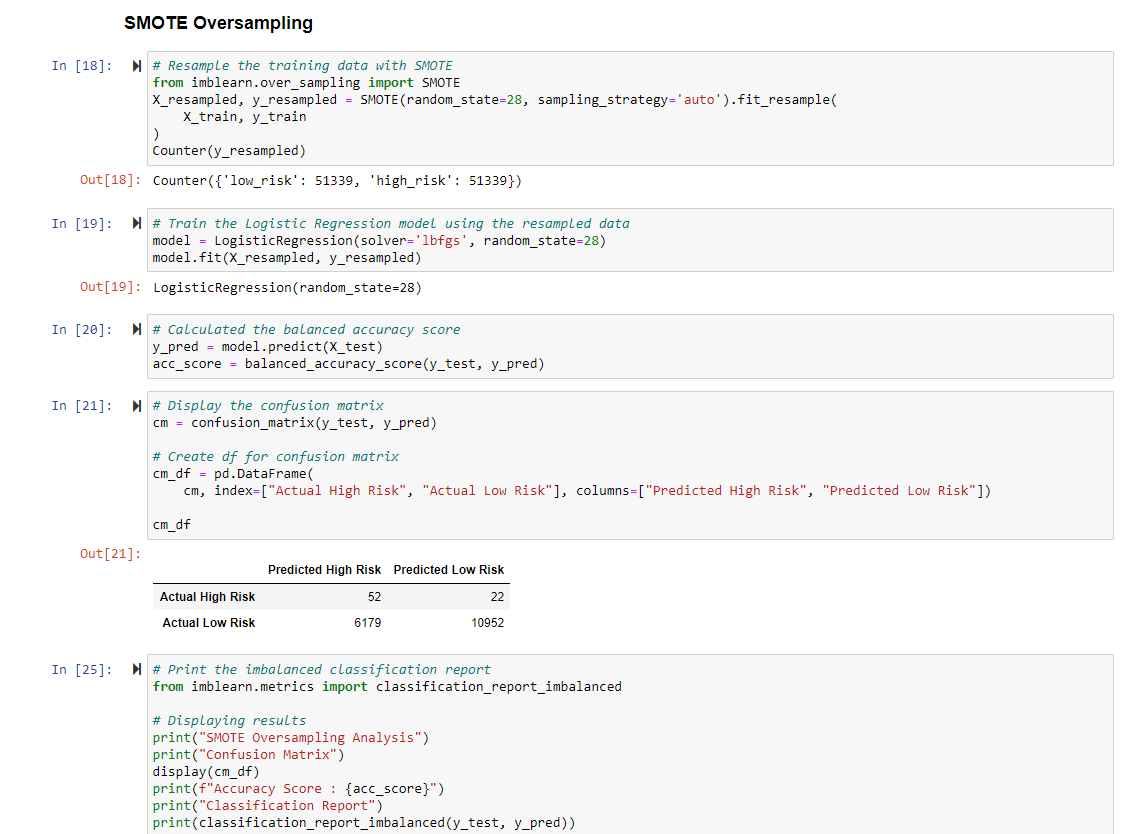 SMOTE Oversampling
In [18]:
# Resample the training data with SMOTE
from imblearn.over_sampling import SMOTE
X_resampled, y_resampled = SMOTE(random_state=28, sampling_strategy='auto').fit_resample(
    X_train, y_train
)
Counter(y_resampled)
Out[18]: Counter({'low_risk': 51339, 'high_risk': 51339})
In [19]:
# Train the Logistic Regression model using the resampled data
model = LogisticRegression(solver='lbfgs', random_state=28)
model.fit(X_resampled, y_resampled)
Out[19]: LogisticRegression(random_state=28)
In [20]:
# Calculated the balanced accuracy score
y_pred = model.predict(X_test)
acc_score = balanced_accuracy_score(y_test, y_pred)
In [21]:
# Display the confusion matrix
cm = confusion_matrix(y_test, y_pred)

# Create df for confusion matrix
cm_df = pd.DataFrame(
    cm, index=["Actual High Risk", "Actual Low Risk"], columns=["Predicted High Risk", "Predicted Low Risk"])

cm_df
Out[21]:
Predicted High Risk Predicted Low Risk
Actual High Risk 52 22
Actual Low Risk 6179 10952
In [25]:
# Print the imbalanced classification report
from imblearn.metrics import classification_report_imbalanced

# Displaying results
print("SMOTE Oversampling Analysis")
print("Confusion Matrix")
display(cm_df)
print(f"Accuracy Score : {acc_score}")
print("Classification Report")
print(classification_report_imbalanced(y_test, y_pred))